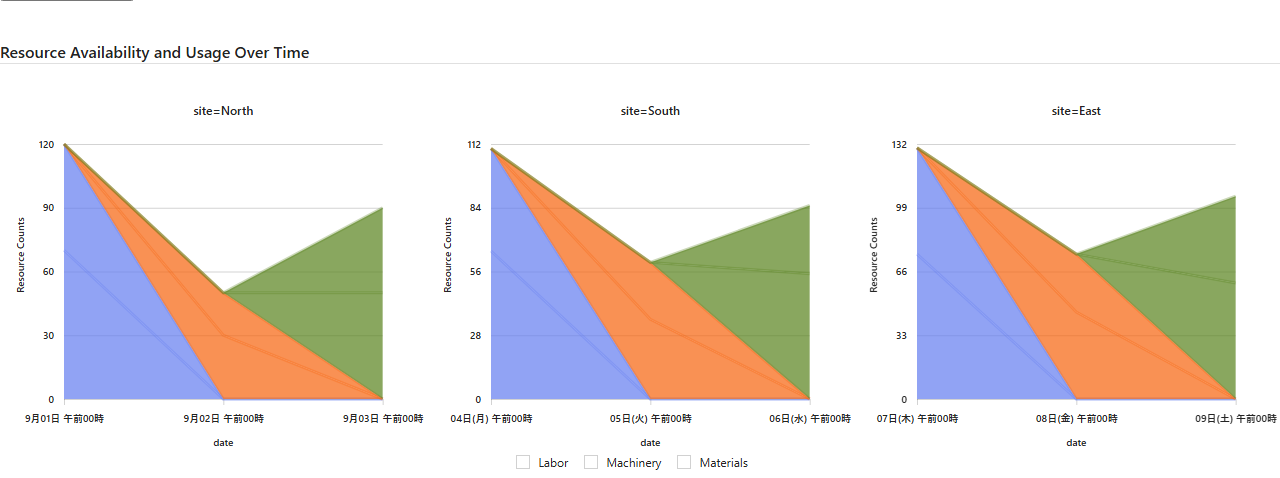 Resource Availability and Usage Over Time
site=North
120
90
60
30
0
Resource Counts
9月01日 午前00時
9月02日 午前00時
9月03日 午前00時
date
site=South
112
84
56
28
0
Resource Counts
04日(月) 午前00時
05日(火) 午前00時
06日(水) 午前00時
date
site=East
132
99
66
33
0
Resource Counts
07日(木) 午前00時
08日(金) 午前00時
09日(土) 午前00時
date
Labor Machinery Materials